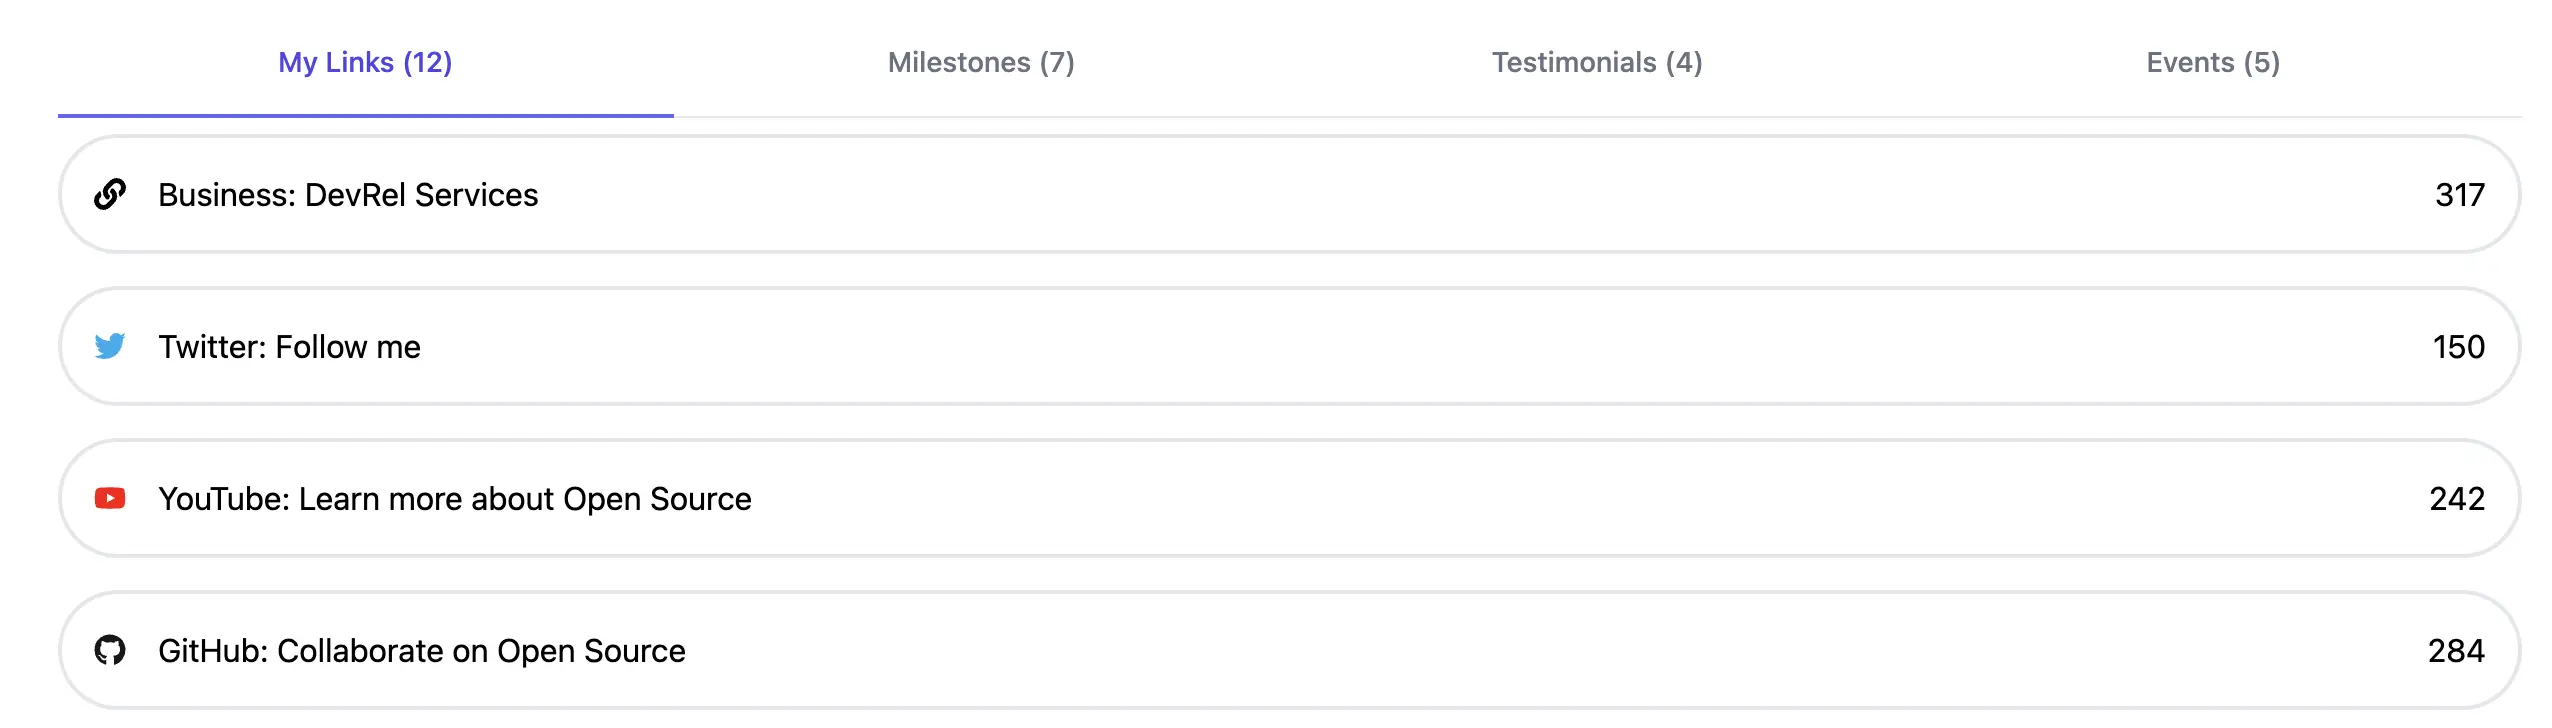 My Links (12) Milestones (7) Testimonials (4) Events (5)
Business: DevRel Services 317
Twitter: Follow me 150
YouTube: Learn more about Open Source 242
GitHub: Collaborate on Open Source 284